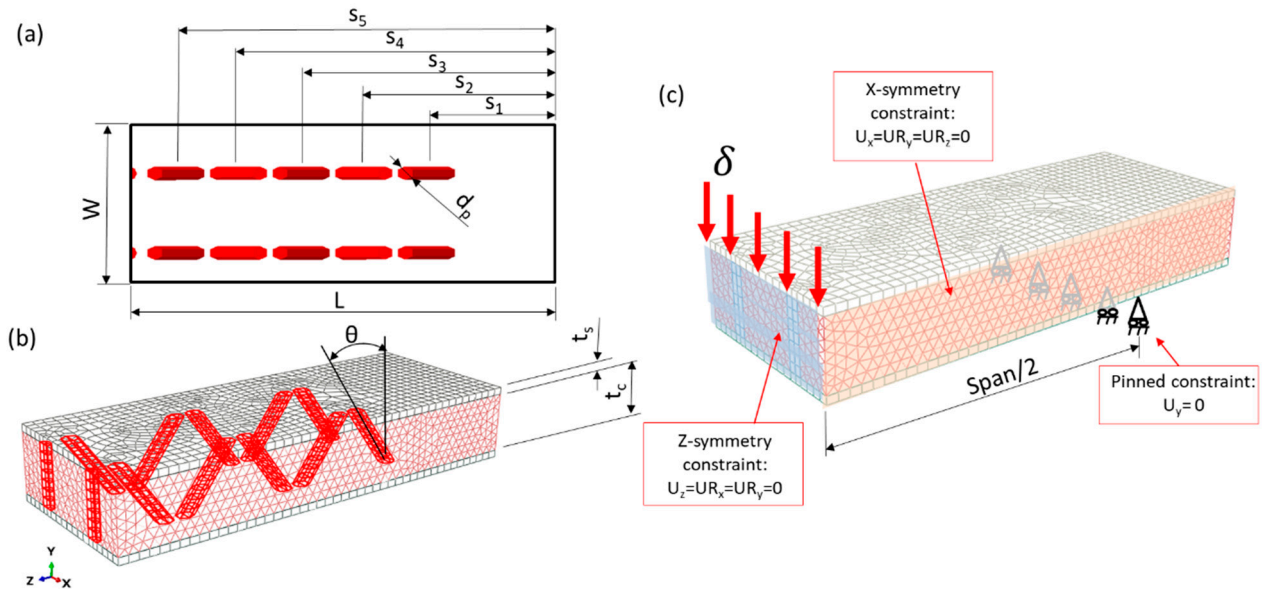 (a)
s5
s4
s3
s2
s1
W
dp
L
(b)
θ
ts
tc
Y
Z
X
(c)
X-symmetry
constraint:
Ux=URy=URz=0
δ
Span/2
Pinned constraint:
Uy= 0
Z-symmetry
constraint:
Uz=URx=URy=0